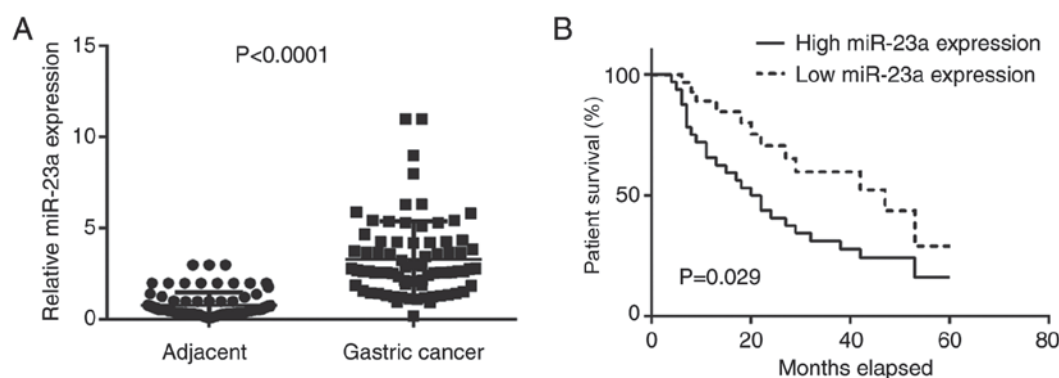 A
Relative miR-23a expression
15
10
5
0
P<0.0001
Adjacent
Gastric cancer
B
High miR-23a expression
Low miR-23a expression
Patient survival (%)
100
50
0
P=0.029
0
20
40
60
80
Months elapsed